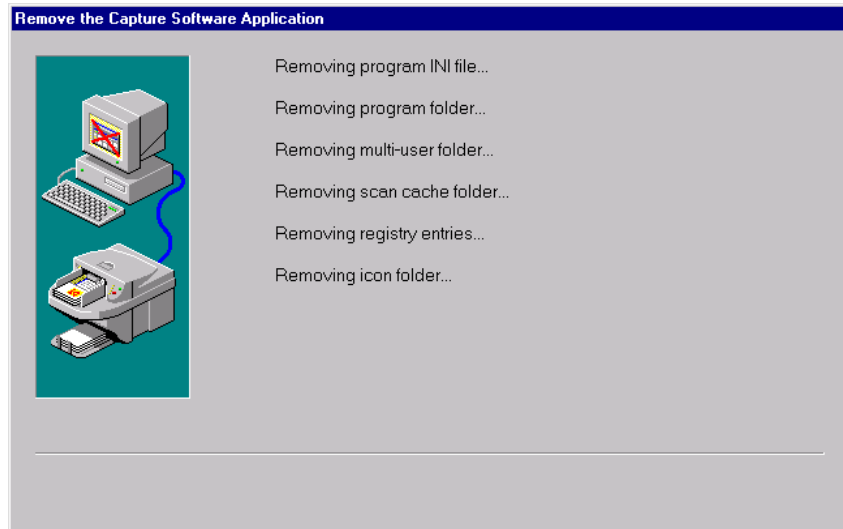 Remove the Capture Software Application
Removing program INI file...
Removing program folder...
Removing multi-user folder...
Removing scan cache folder...
Removing registry entries...
Removing icon folder...